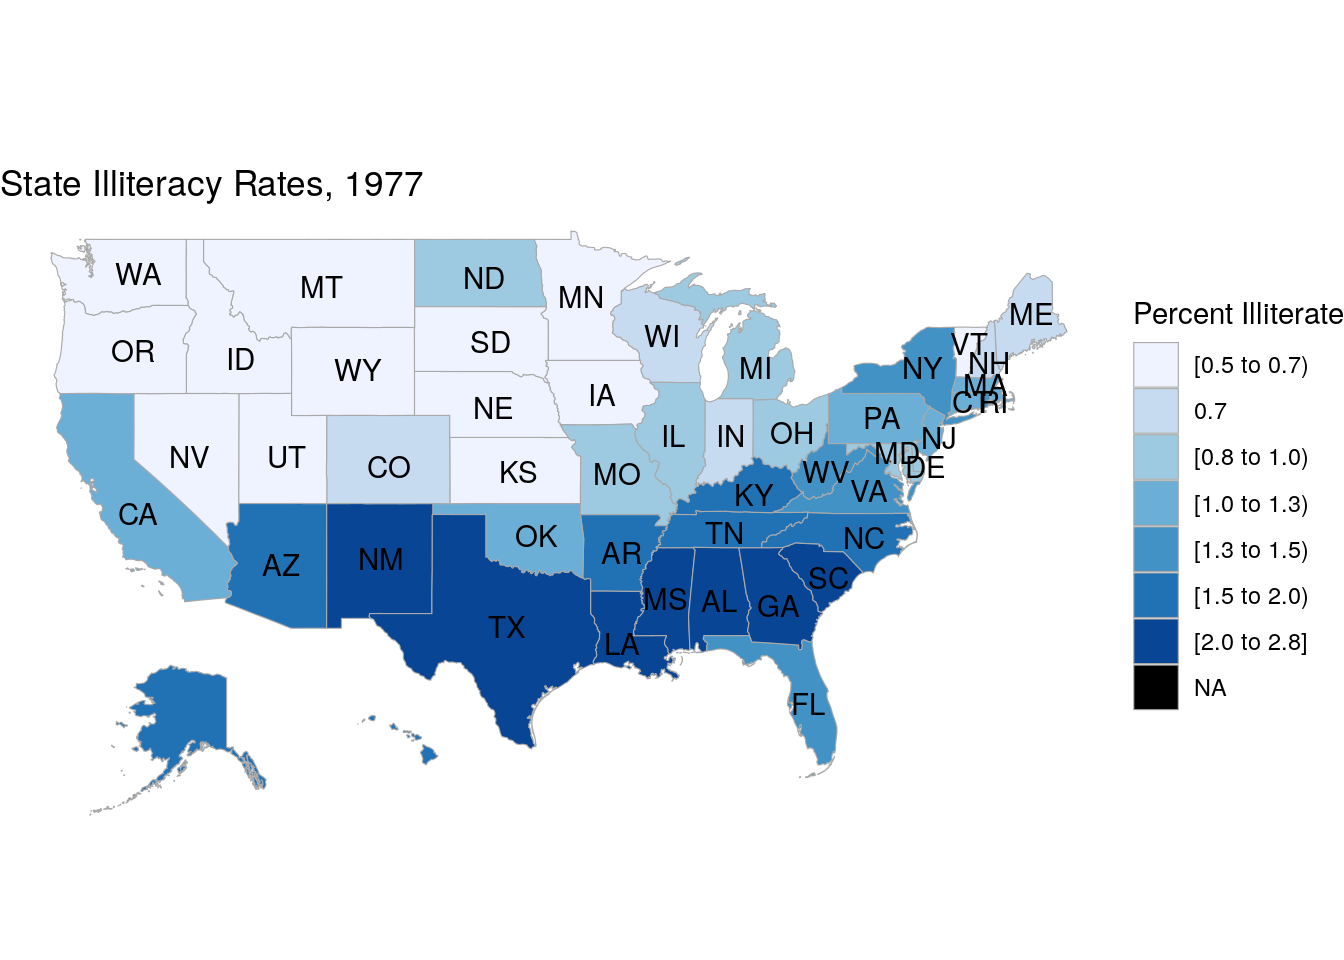 State Illiteracy Rates, 1977
WA
MT
ND
MN
OR
ID
WY
SD
WI
MI
NY
VT
ME
NH
MA
CT
RI
NV
UT
CO
NE
IA
KS
MO
IL
IN
OH
PA
NJ
MD
DE
WV
VA
KY
CA
AZ
NM
OK
AR
TN
NC
TX
LA
MS
AL
GA
SC
FL
Percent Illiterate
[0.5 to 0.7)
0.7
[0.8 to 1.0)
[1.0 to 1.3)
[1.3 to 1.5)
[1.5 to 2.0)
[2.0 to 2.8]
NA